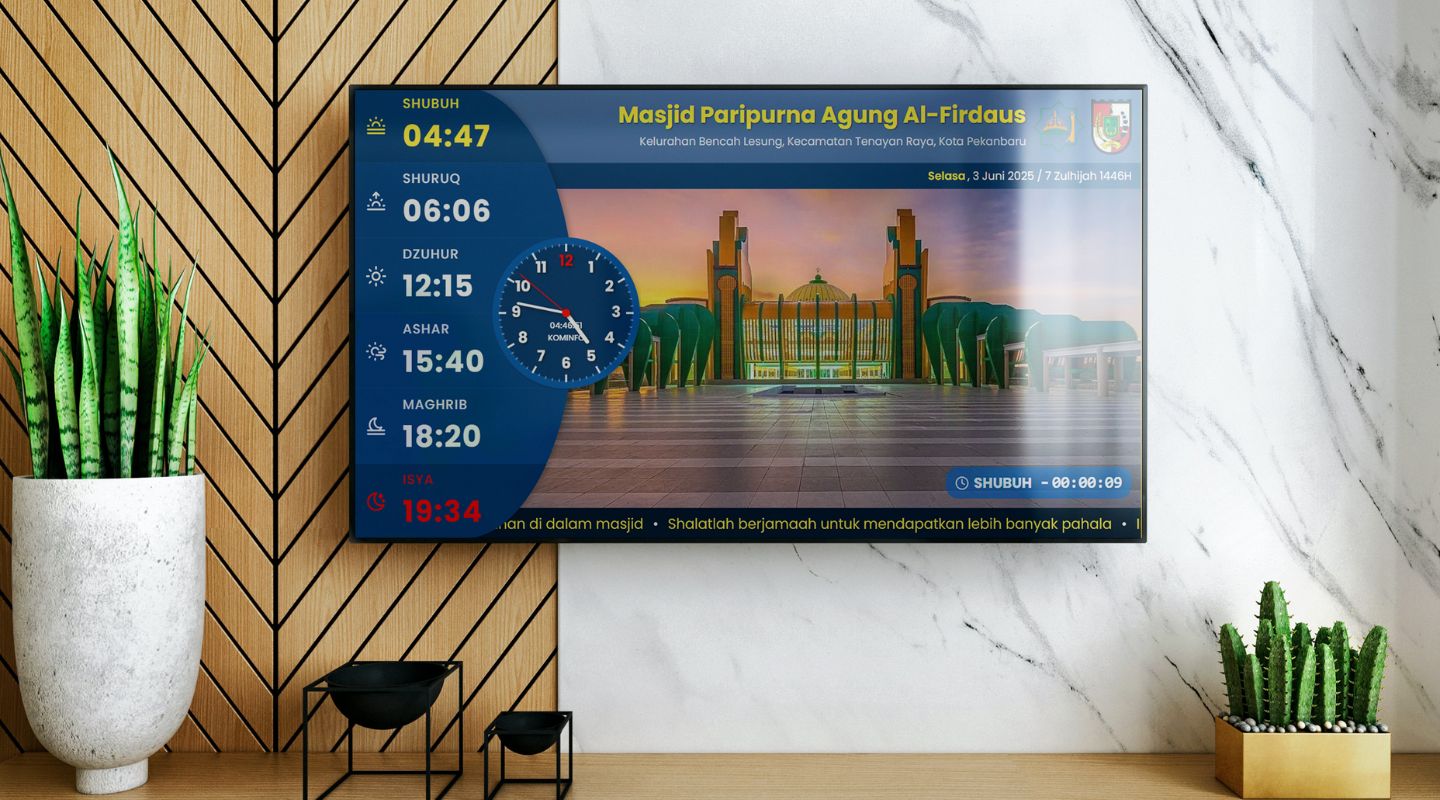 SHUBUH
04:47
SHURUQ
06:06
DZUHUR
12:15
ASHAR
15:40
MAGHRIB
18:20
ISYA
19:34
Masjid Paripurna Agung Al-Firdaus
Kelurahan Bencah Lesung, Kecamatan Tenayan Raya, Kota Pekanbaru
Selasa, 3 Juni 2025 / 7 Zulhijah 1446H
12
1
2
3
4
5
6
7
8
9
10
11
KOMINFO
SHUBUH -00:00:09
di dalam masjid • Shalatlah berjamaah untuk mendapatkan lebih banyak pahala •